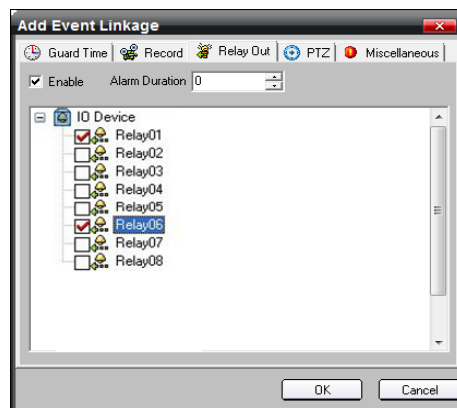 Add Event Linkage
Guard Time Record Relay Out PTZ Miscellaneous
Enable Alarm Duration 0
IO Device
Relay01
Relay02
Relay03
Relay04
Relay05
Relay06
Relay07
Relay08
OK Cancel